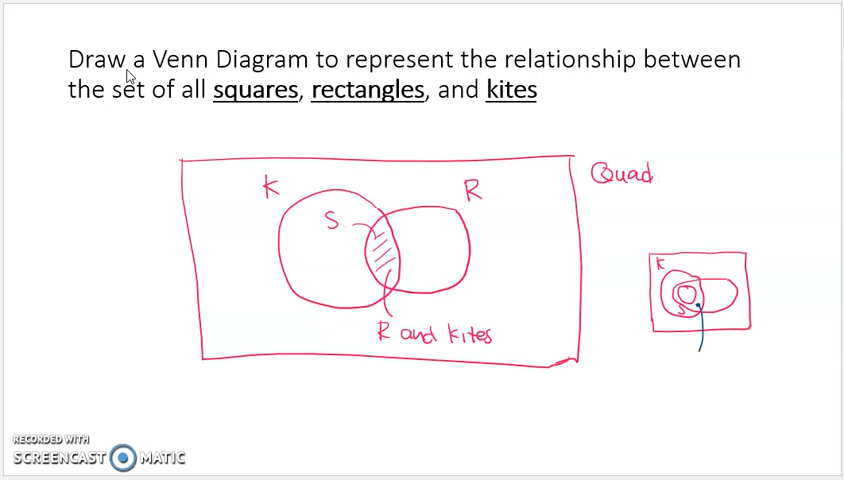 Draw a Venn Diagram to represent the relationship between
the set of all squares, rectangles, and kites
Quad
K
R
S
R and kites
K
S
RECORDED WITH
SCREENCAST MATIC